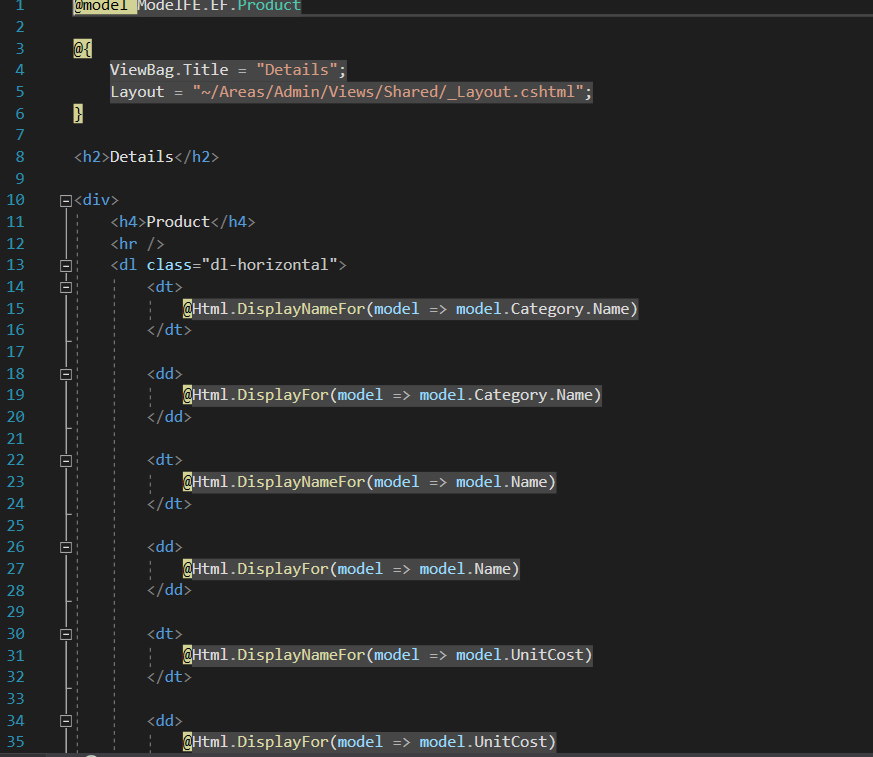 1 @model ModelFE.EF.Product
2
3 @{
4 ViewBag.Title = "Details";
5 Layout = "~/Areas/Admin/Views/Shared/_Layout.cshtml";
6 }
7
8 <h2>Details</h2>
9
10 <div>
11 <h4>Product</h4>
12 <hr />
13 <dl class="dl-horizontal">
14 <dt>
15 @Html.DisplayNameFor(model => model.Category.Name)
16 </dt>
17
18 <dd>
19 @Html.DisplayFor(model => model.Category.Name)
20 </dd>
21
22 <dt>
23 @Html.DisplayNameFor(model => model.Name)
24 </dt>
25
26 <dd>
27 @Html.DisplayFor(model => model.Name)
28 </dd>
29
30 <dt>
31 @Html.DisplayNameFor(model => model.UnitCost)
32 </dt>
33
34 <dd>
35 @Html.DisplayFor(model => model.UnitCost)